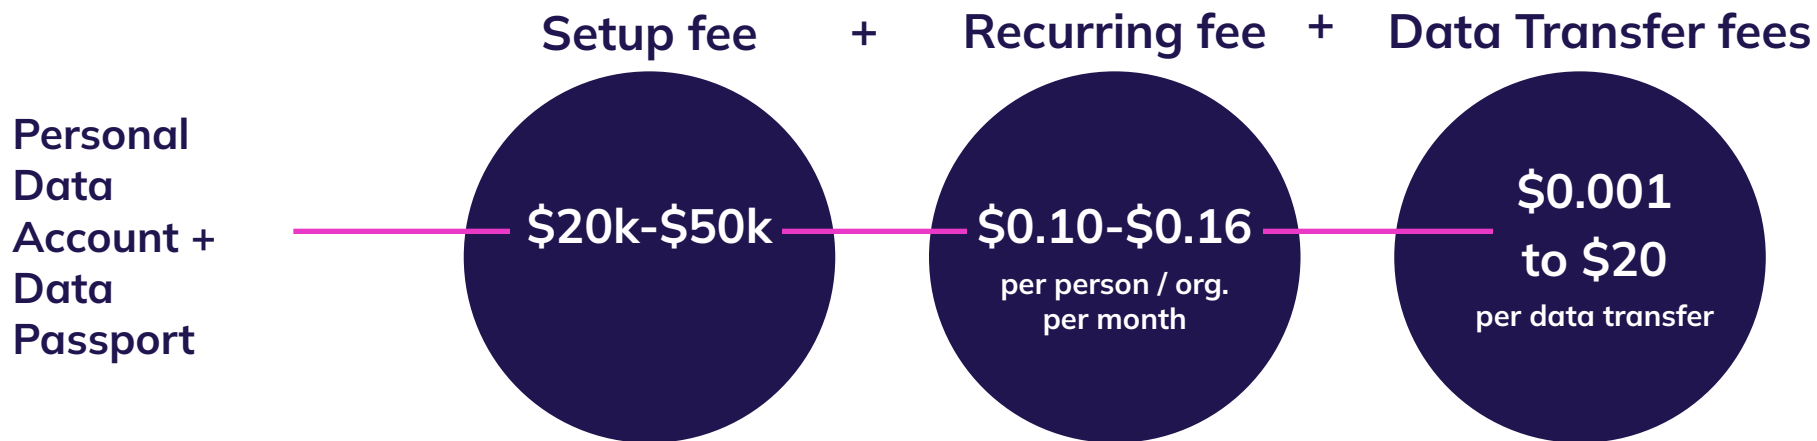 Setup fee + Recurring fee + Data Transfer fees
Personal
Data
Account +
Data
Passport
$20k-$50k
$0.10-$0.16
per person / org.
per month
$0.001
to $20
per data transfer